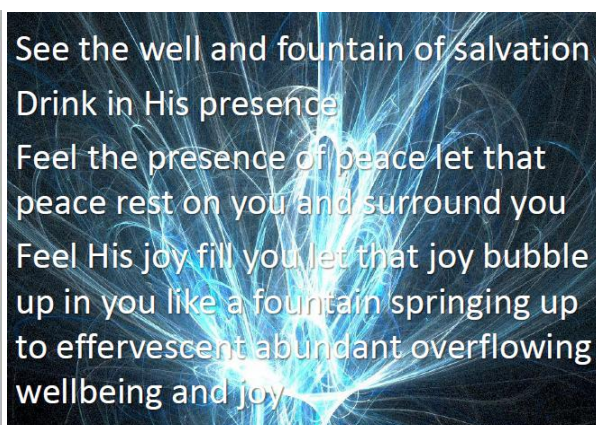 See the well and fountain of salvation
Drink in His presence
Feel the presence of peace let that
peace rest on you and surround you
Feel His joy fill you let that joy bubble
up in you like a fountain springing up
to effervescent abundant overflowing
wellbeing and joy